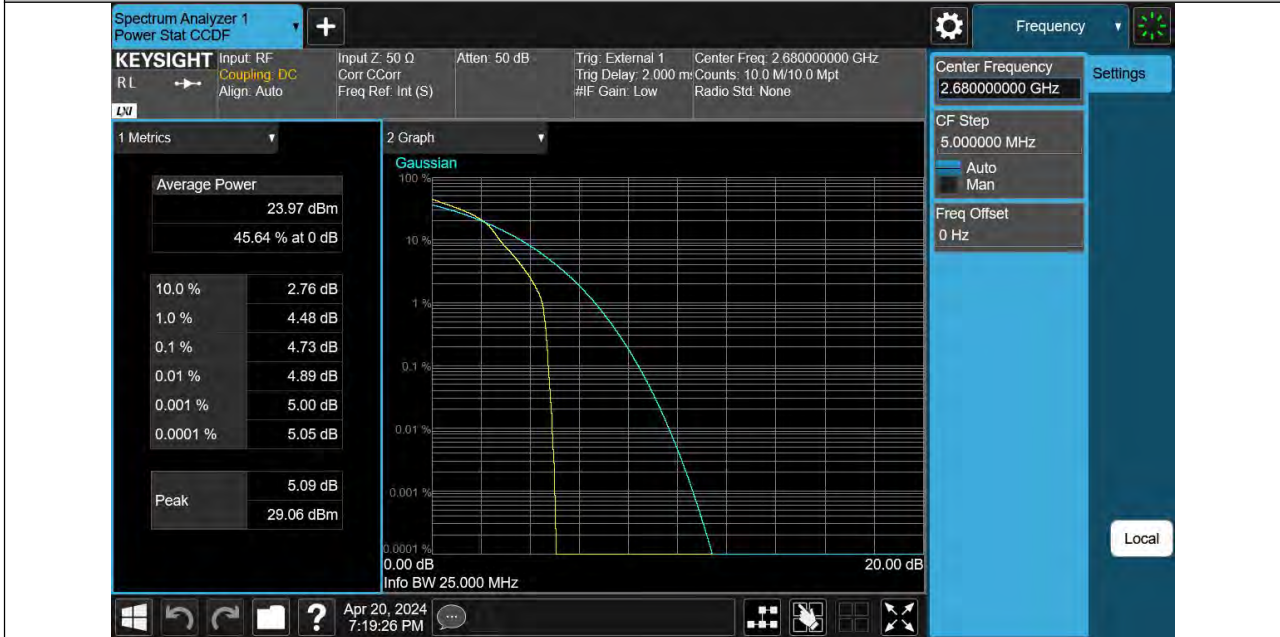 Spectrum Analyzer 1
Power Stat CCDF
Frequency
KEYSIGHT
RL
LXI
Input: RF
Coupling: DC
Align: Auto
Input Z: 50 Ω
Corr CCorr
Freq Ref: Int (S)
Atten: 50 dB
Trig: External 1
Trig Delay: 2.000 ms
#IF Gain: Low
Center Freq: 2.680000000 GHz
Counts: 10.0 M/10.0 Mpt
Radio Std: None
1 Metrics
Average Power
23.97 dBm
45.64 % at 0 dB
10.0 % 2.76 dB
1.0 % 4.48 dB
0.1 % 4.73 dB
0.01 % 4.89 dB
0.001 % 5.00 dB
0.0001 % 5.05 dB
Peak
5.09 dB
29.06 dBm
2 Graph
Gaussian
100 %
10 %
1 %
0.1 %
0.01 %
0.001 %
0.0001 %
0.00 dB
20.00 dB
Info BW 25.000 MHz
Center Frequency
2.680000000 GHz
Settings
CF Step
5.000000 MHz
Auto
Man
Freq Offset
0 Hz
Local
?
Apr 20, 2024
7:19:26 PM